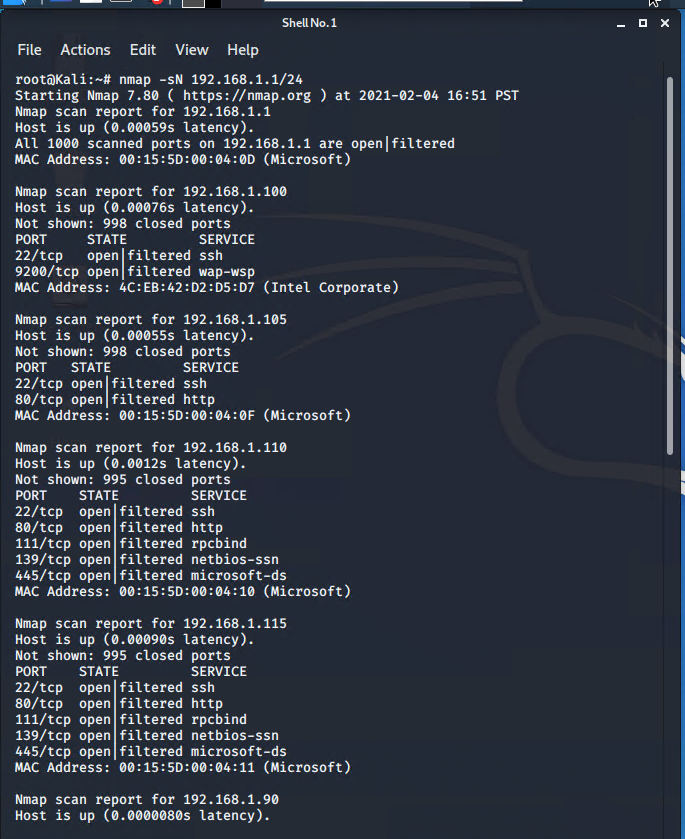 Shell No. 1
File Actions Edit View Help
root@Kali:~# nmap -sN 192.168.1.1/24
Starting Nmap 7.80 ( https://nmap.org ) at 2021-02-04 16:51 PST
Nmap scan report for 192.168.1.1
Host is up (0.00059s latency).
All 1000 scanned ports on 192.168.1.1 are open|filtered
MAC Address: 00:15:5D:00:04:0D (Microsoft)

Nmap scan report for 192.168.1.100
Host is up (0.00076s latency).
Not shown: 998 closed ports
PORT     STATE         SERVICE
22/tcp   open|filtered ssh
9200/tcp open|filtered wap-wsp
MAC Address: 4C:EB:42:D2:D5:D7 (Intel Corporate)

Nmap scan report for 192.168.1.105
Host is up (0.00055s latency).
Not shown: 998 closed ports
PORT   STATE         SERVICE
22/tcp open|filtered ssh
80/tcp open|filtered http
MAC Address: 00:15:5D:00:04:0F (Microsoft)

Nmap scan report for 192.168.1.110
Host is up (0.0012s latency).
Not shown: 995 closed ports
PORT    STATE         SERVICE
22/tcp  open|filtered ssh
80/tcp  open|filtered http
111/tcp open|filtered rpcbind
139/tcp open|filtered netbios-ssn
445/tcp open|filtered microsoft-ds
MAC Address: 00:15:5D:00:04:10 (Microsoft)

Nmap scan report for 192.168.1.115
Host is up (0.00090s latency).
Not shown: 995 closed ports
PORT    STATE         SERVICE
22/tcp  open|filtered ssh
80/tcp  open|filtered http
111/tcp open|filtered rpcbind
139/tcp open|filtered netbios-ssn
445/tcp open|filtered microsoft-ds
MAC Address: 00:15:5D:00:04:11 (Microsoft)

Nmap scan report for 192.168.1.90
Host is up (0.0000080s latency).